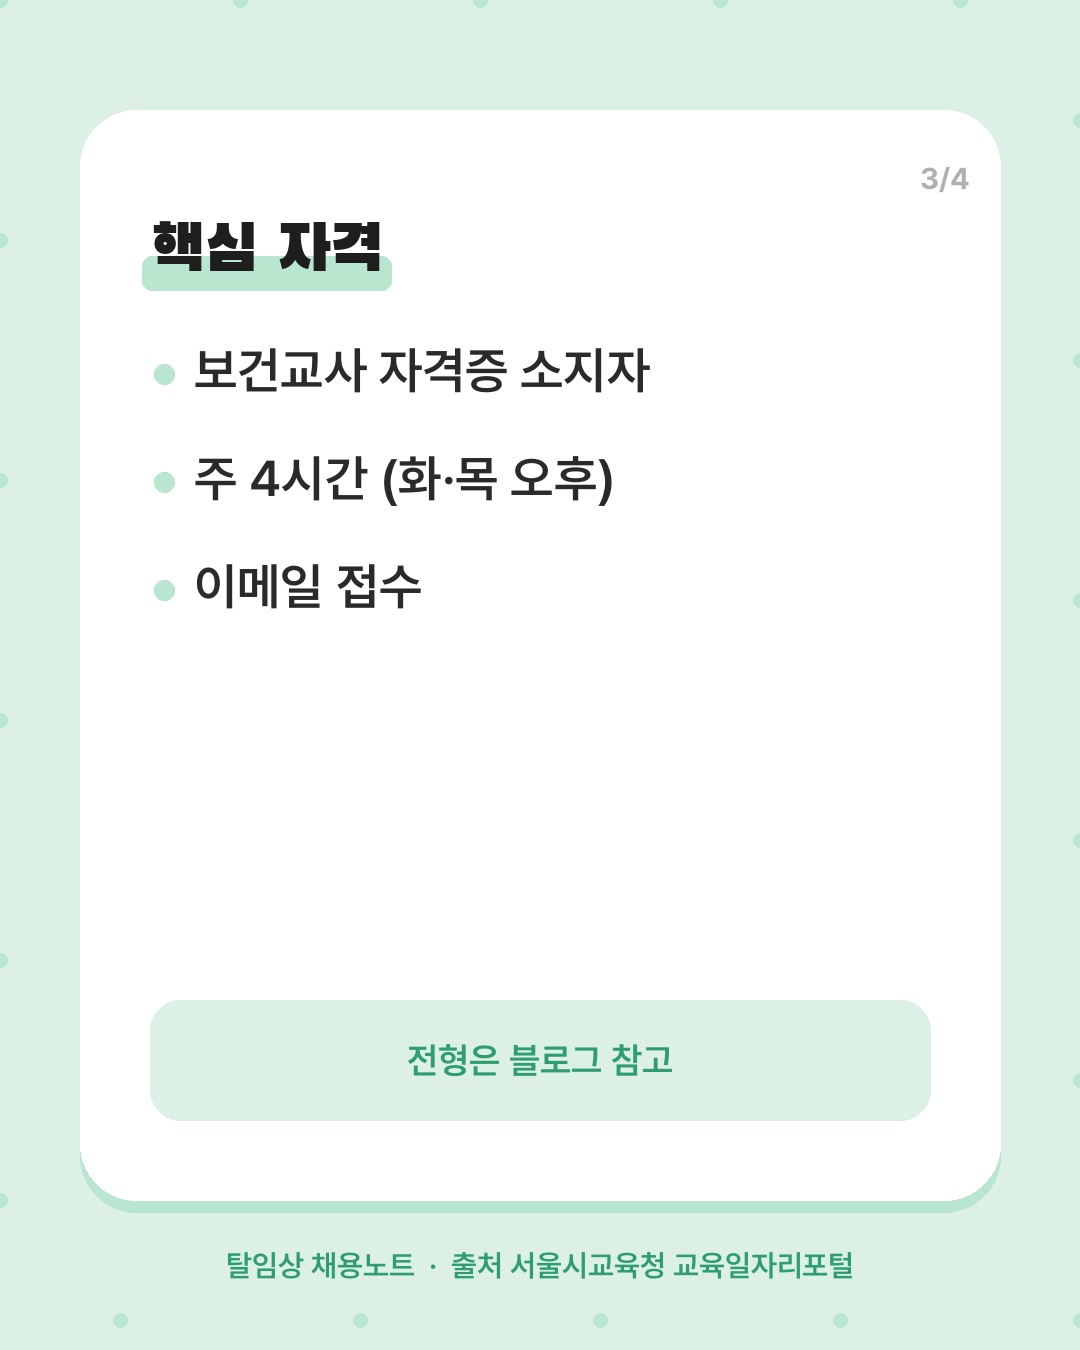 3/4
핵심 자격
보건교사 자격증 소지자
주 4시간 (화·목 오후)
이메일 접수
전형은 블로그 참고
탈임상 채용노트 · 출처 서울시교육청 교육일자리포털